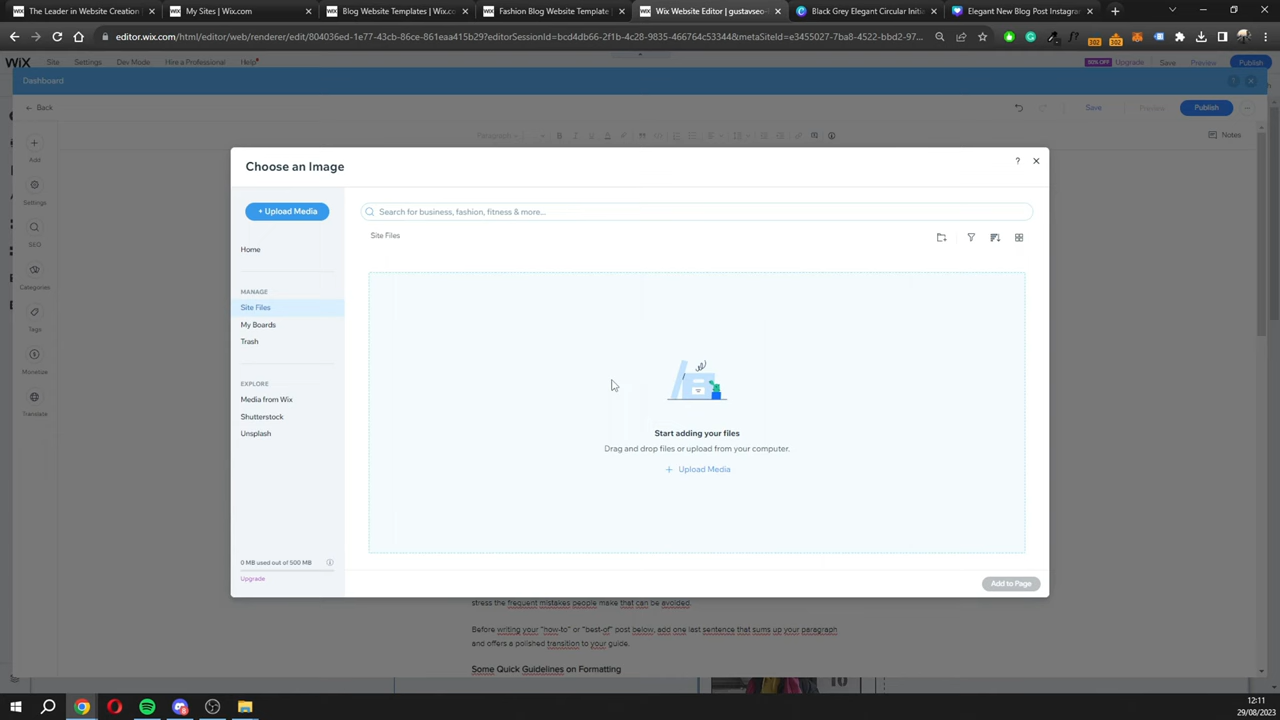 The Leader in Website Creation
My Sites | Wix.com
Blog Website Templates | Wix.co
Fashion Blog Website Template
Wix Website Editor | gustavseo
Black Grey Elegant Circular Initi
Elegant New Blog Post Instagra
editor.wix.com/html/editor/web/renderer/edit/804036ed-1e77-43cb-86ce-861eaa415b29?editorSessionId=bcd4db66-2f1b-4c28-9835-466764c53344&metaSiteId=e3455027-7ba8-4522-bbd2-97...
302
302
WiX
Site
Settings
Dev Mode
Hire a Professional
Help
50% OFF
Upgrade
Save
Preview
Publish
Dashboard
Back
Save
Preview
Publish
Paragraph
Notes
Add
Settings
SEO
Categories
Tags
Monetize
Translate
Choose an Image
+ Upload Media
Search for business, fashion, fitness & more...
Site Files
Home
MANAGE
Site Files
My Boards
Trash
EXPLORE
Media from Wix
Shutterstock
Unsplash
Start adding your files
Drag and drop files or upload from your computer.
+ Upload Media
0 MB used out of 500 MB
Upgrade
Add to Page
stress the frequent mistakes people make that can be avoided.
Before writing your "how-to" or "best-of" post below, add one last sentence that sums up your paragraph
and offers a polished transition to your guide.
Some Quick Guidelines on Formatting
12:11
29/08/2023